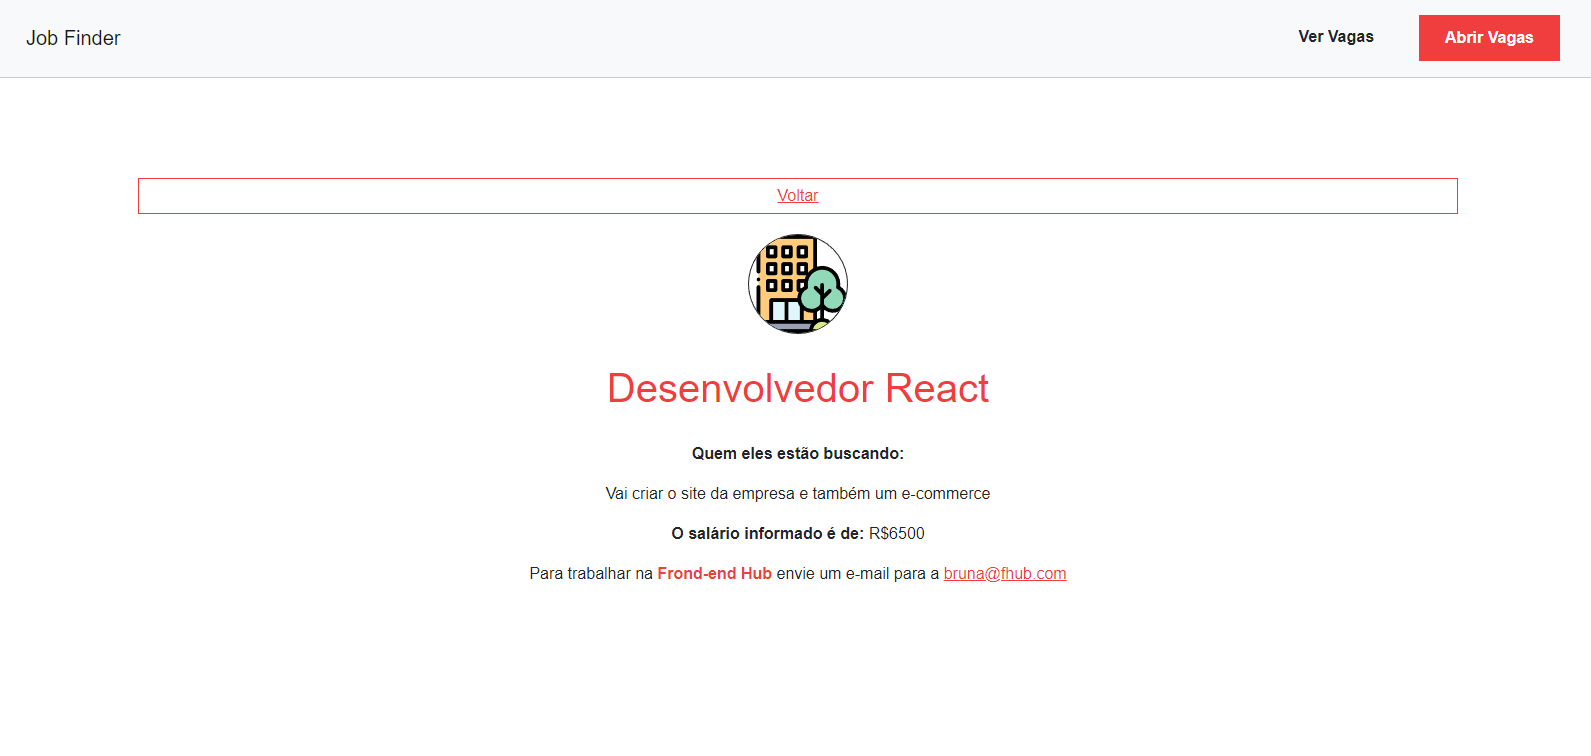 Job Finder
Ver Vagas
Abrir Vagas
Voltar
Desenvolvedor React
Quem eles estão buscando:
Vai criar o site da empresa e também um e-commerce
O salário informado é de: R$6500
Para trabalhar na Frond-end Hub envie um e-mail para a bruna@fhub.com